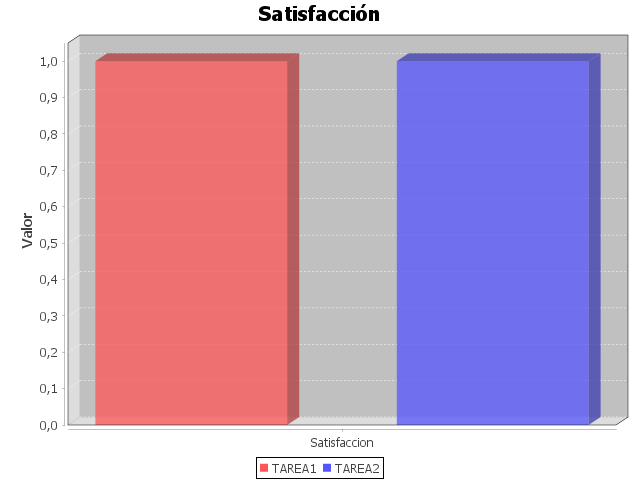 Satisfacción
Valor
1,0
0,9
0,8
0,7
0,6
0,5
0,4
0,3
0,2
0,1
0,0
Satisfaccion
TAREA1 TAREA2